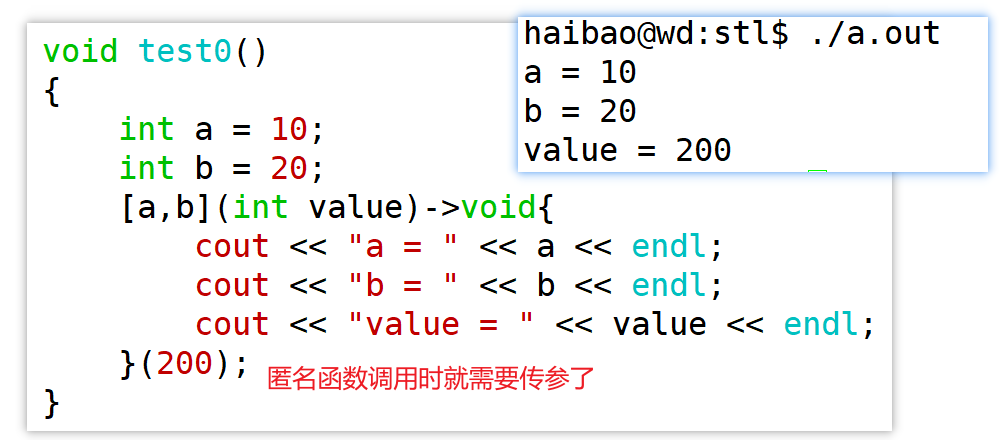 void test0()
{
    int a = 10;
    int b = 20;
    [a,b](int value)->void{
        cout << "a = " << a << endl;
        cout << "b = " << b << endl;
        cout << "value = " << value << endl;
    }(200);
匿名函数调用时就需要传参了
}
haibao@wd:stl$ ./a.out
a = 10
b = 20
value = 200